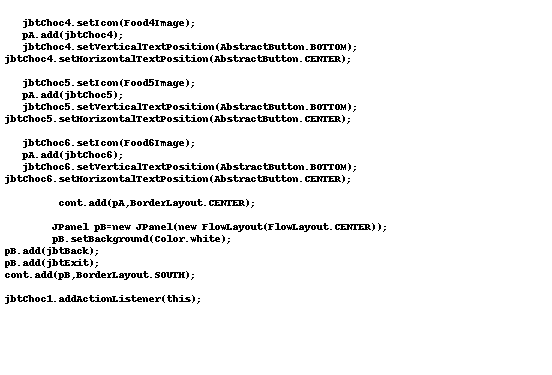 jbtChoc4.setIcon(Food4Image);
pA.add(jbtChoc4);
jbtChoc4.setVerticalTextPosition(AbstractButton.BOTTOM);
jbtChoc4.setHorizontalTextPosition(AbstractButton.CENTER);
jbtChoc5.setIcon(Food5Image);
pA.add(jbtChoc5);
jbtChoc5.setVerticalTextPosition(AbstractButton.BOTTOM);
jbtChoc5.setHorizontalTextPosition(AbstractButton.CENTER);
jbtChoc6.setIcon(Food6Image);
pA.add(jbtChoc6);
jbtChoc6.setVerticalTextPosition(AbstractButton.BOTTOM);
jbtChoc6.setHorizontalTextPosition(AbstractButton.CENTER);
cont.add(pA,BorderLayout.CENTER);
JPanel pB=new JPanel(new FlowLayout(FlowLayout.CENTER));
pB.setBackground(Color.white);
pB.add(jbtBack);
pB.add(jbtExit);
cont.add(pB,BorderLayout.SOUTH);
jbtChoc1.addActionListener(this);